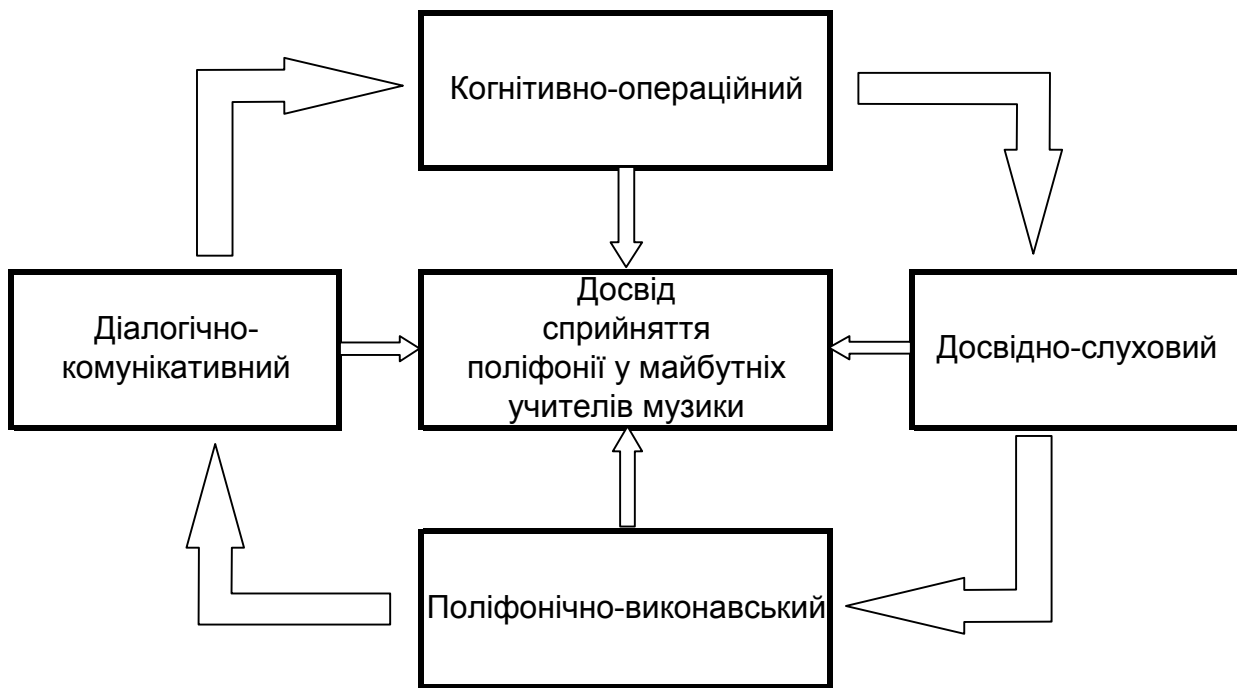 Когнітивно-операційний
Діалогічно-
комунікативний
Досвід
сприйняття
поліфонії у майбутніх
учителів музики
Досвідно-слуховий
Поліфонічно-виконавський